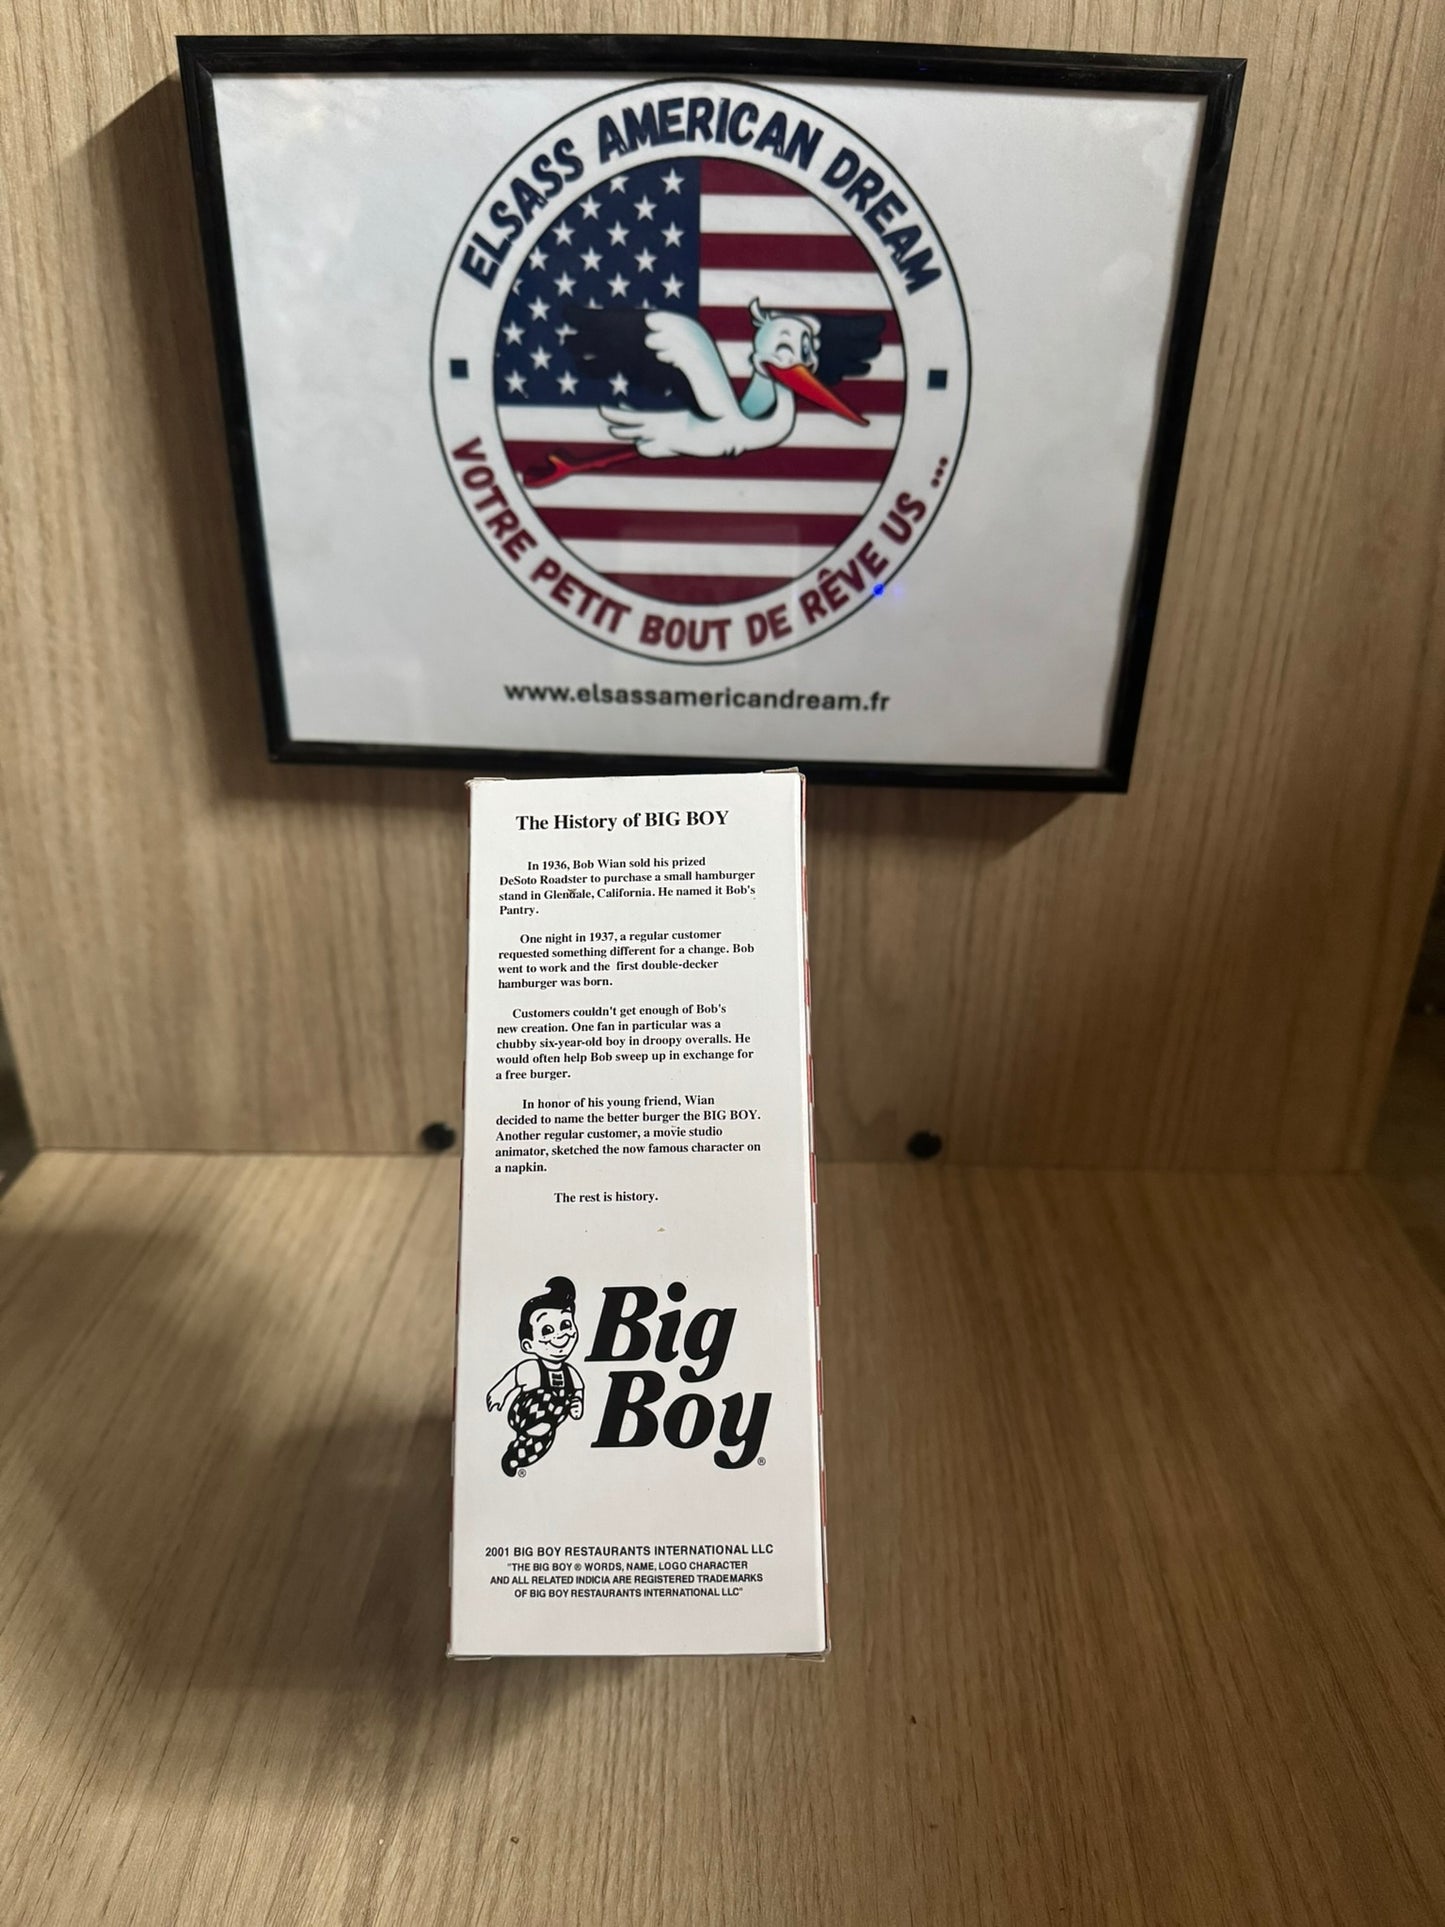 ELSASS AMERICAN DREAM
VOTRE PETIT BOUT DE RÊVE US ...
www.elsassamericandream.fr
The History of BIG BOY
In 1936, Bob Wian sold his prized
DeSoto Roadster to purchase a small hamburger
stand in Glendale, California. He named it Bob's
Pantry.
One night in 1937, a regular customer
requested something different for a change. Bob
went to work and the first double-decker
hamburger was born.
Customers couldn't get enough of Bob's
new creation. One fan in particular was a
chubby six-year-old boy in droopy overalls. He
would often help Bob sweep up in exchange for
a free burger.
In honor of his young friend, Wian
decided to name the better burger the BIG BOY.
Another regular customer, a movie studio
animator, sketched the now famous character on
a napkin.
The rest is history.
Big
Boy®
®
2001 BIG BOY RESTAURANTS INTERNATIONAL LLC
"THE BIG BOY ® WORDS, NAME, LOGO CHARACTER
AND ALL RELATED INDICIA ARE REGISTERED TRADEMARKS
OF BIG BOY RESTAURANTS INTERNATIONAL LLC"